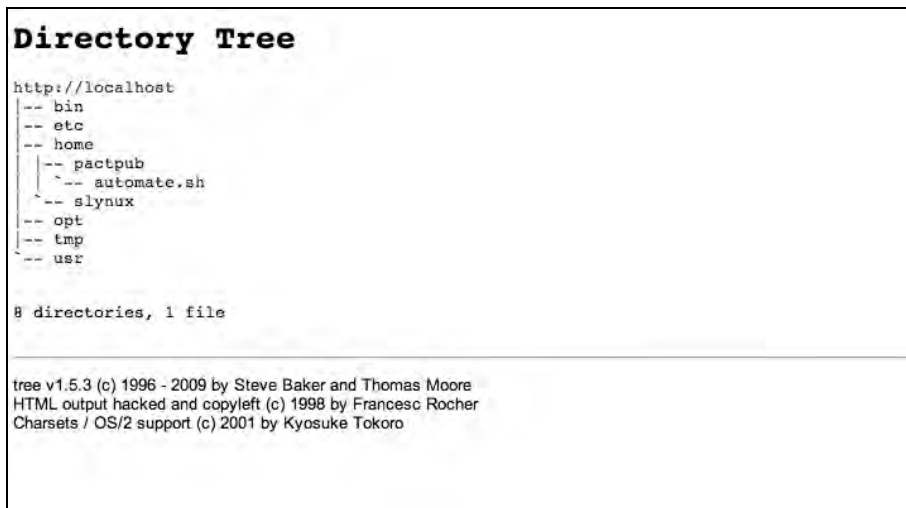 Directory Tree
http://localhost
|-- bin
|-- etc
|-- home
|   |-- pactpub
|   |   `-- automate.sh
|   `-- slynux
|-- opt
|-- tmp
`-- usr
8 directories, 1 file
tree v1.5.3 (c) 1996 - 2009 by Steve Baker and Thomas Moore
HTML output hacked and copyleft (c) 1998 by Francesc Rocher
Charsets / OS/2 support (c) 2001 by Kyosuke Tokoro